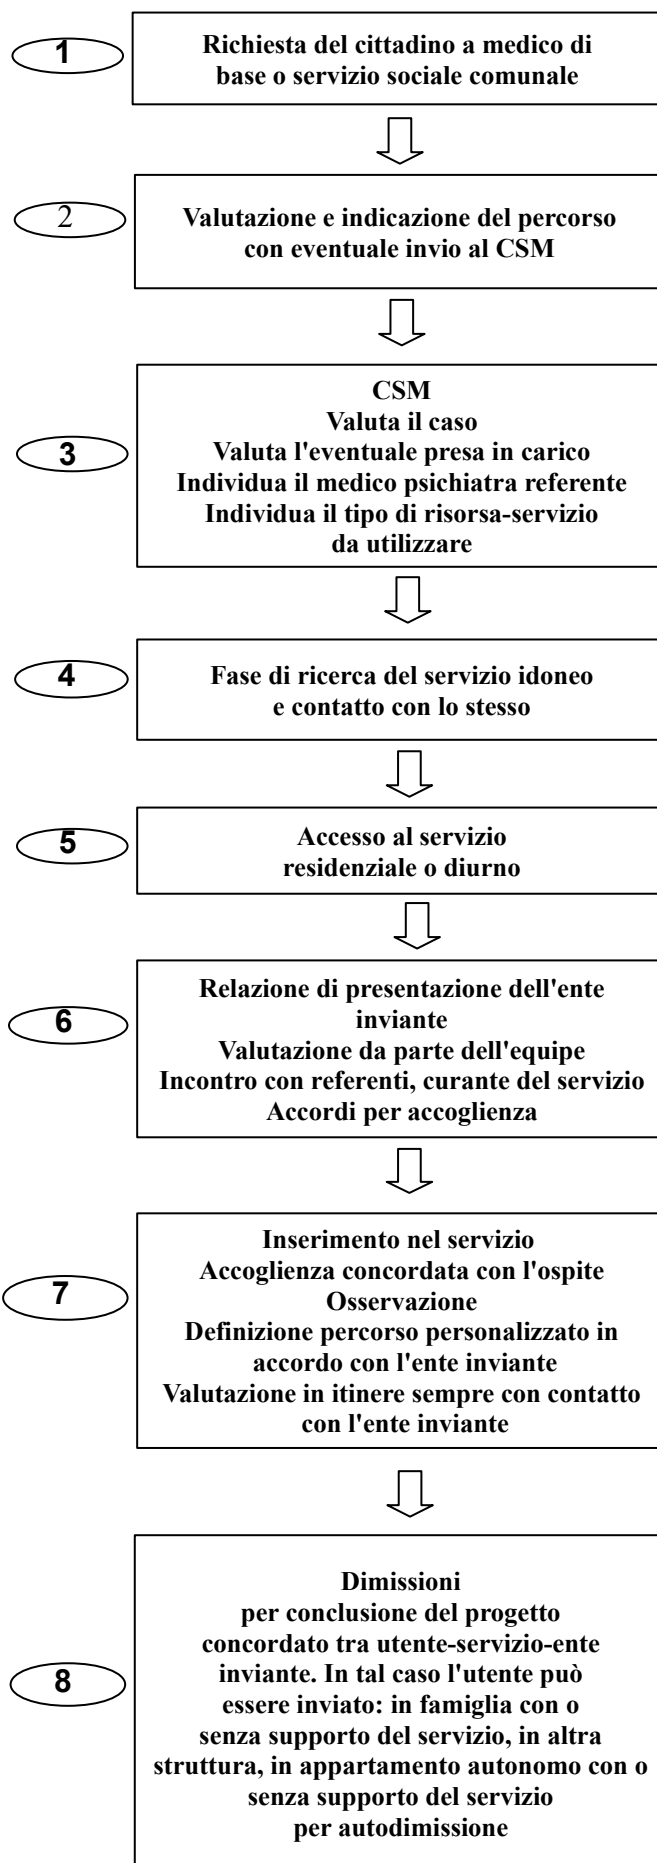 1
Richiesta del cittadino a medico di
base o servizio sociale comunale
2
Valutazione e indicazione del percorso
con eventuale invio al CSM
3
CSM
Valuta il caso
Valuta l'eventuale presa in carico
Individua il medico psichiatra referente
Individua il tipo di risorsa-servizio
da utilizzare
4
Fase di ricerca del servizio idoneo
e contatto con lo stesso
5
Accesso al servizio
residenziale o diurno
6
Relazione di presentazione dell'ente
inviante
Valutazione da parte dell'equipe
Incontro con referenti, curante del servizio
Accordi per accoglienza
7
Inserimento nel servizio
Accoglienza concordata con l'ospite
Osservazione
Definizione percorso personalizzato in
accordo con l'ente inviante
Valutazione in itinere sempre con contatto
con l'ente inviante
8
Dimissioni
per conclusione del progetto
concordato tra utente-servizio-ente
inviante. In tal caso l'utente può
essere inviato: in famiglia con o
senza supporto del servizio, in altra
struttura, in appartamento autonomo con o
senza supporto del servizio
per autodimissione